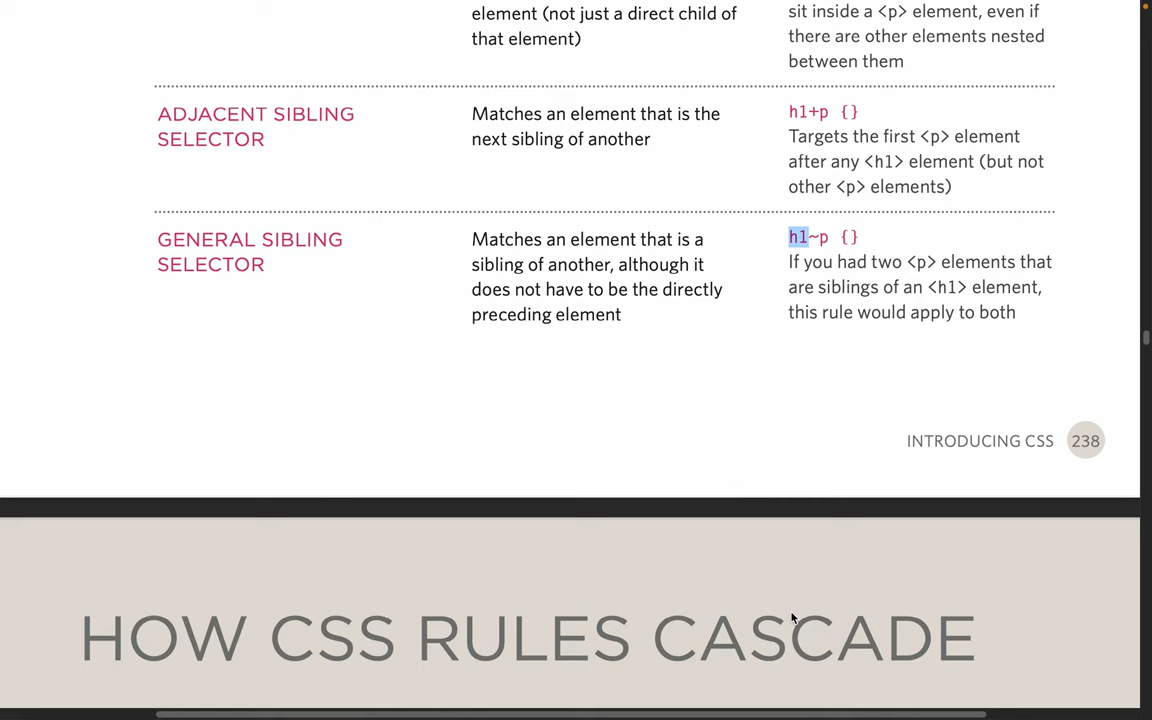 element (not just a direct child of
that element)
sit inside a <p> element, even if
there are other elements nested
between them
ADJACENT SIBLING
SELECTOR
Matches an element that is the
next sibling of another
h1+p {}
Targets the first <p> element
after any <h1> element (but not
other <p> elements)
GENERAL SIBLING
SELECTOR
Matches an element that is a
sibling of another, although it
does not have to be the directly
preceding element
h1~p {}
If you had two <p> elements that
are siblings of an <h1> element,
this rule would apply to both
INTRODUCING CSS 238
HOW CSS RULES CASCADE